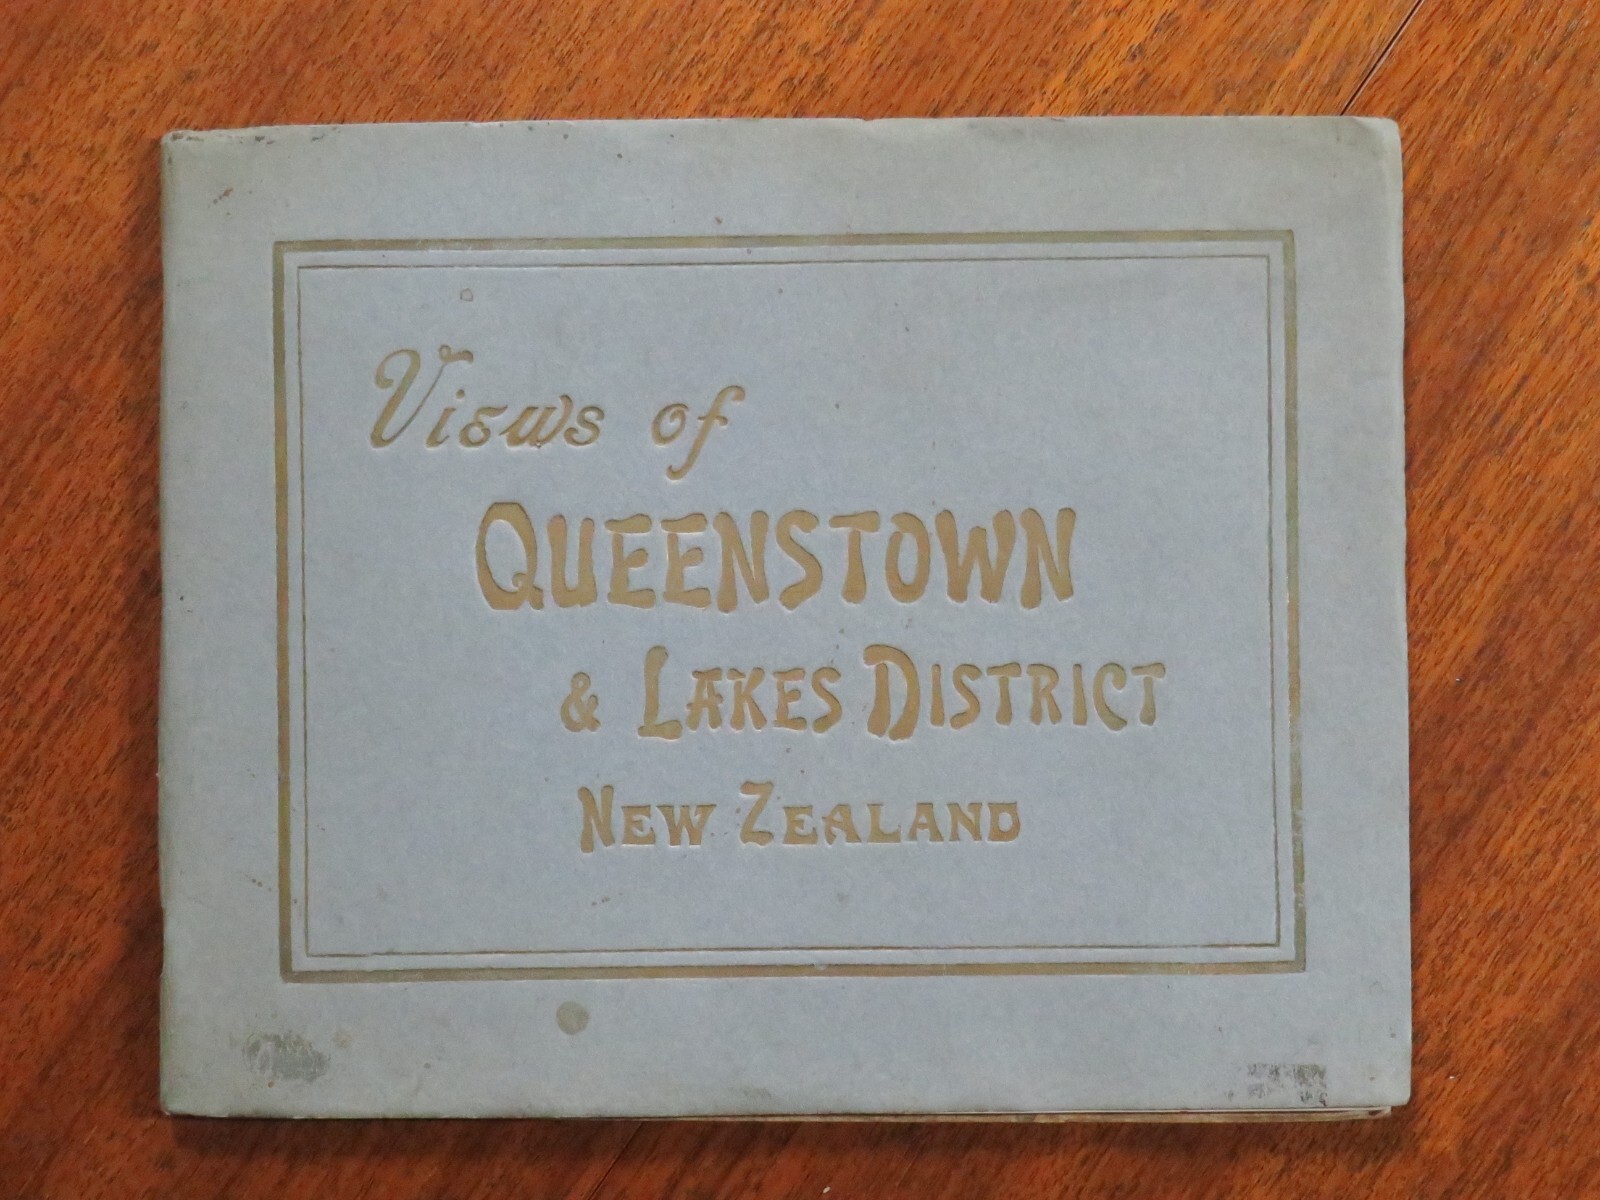 Views of
QUEENSTOWN
& LAKES DISTRICT
NEW ZEALAND